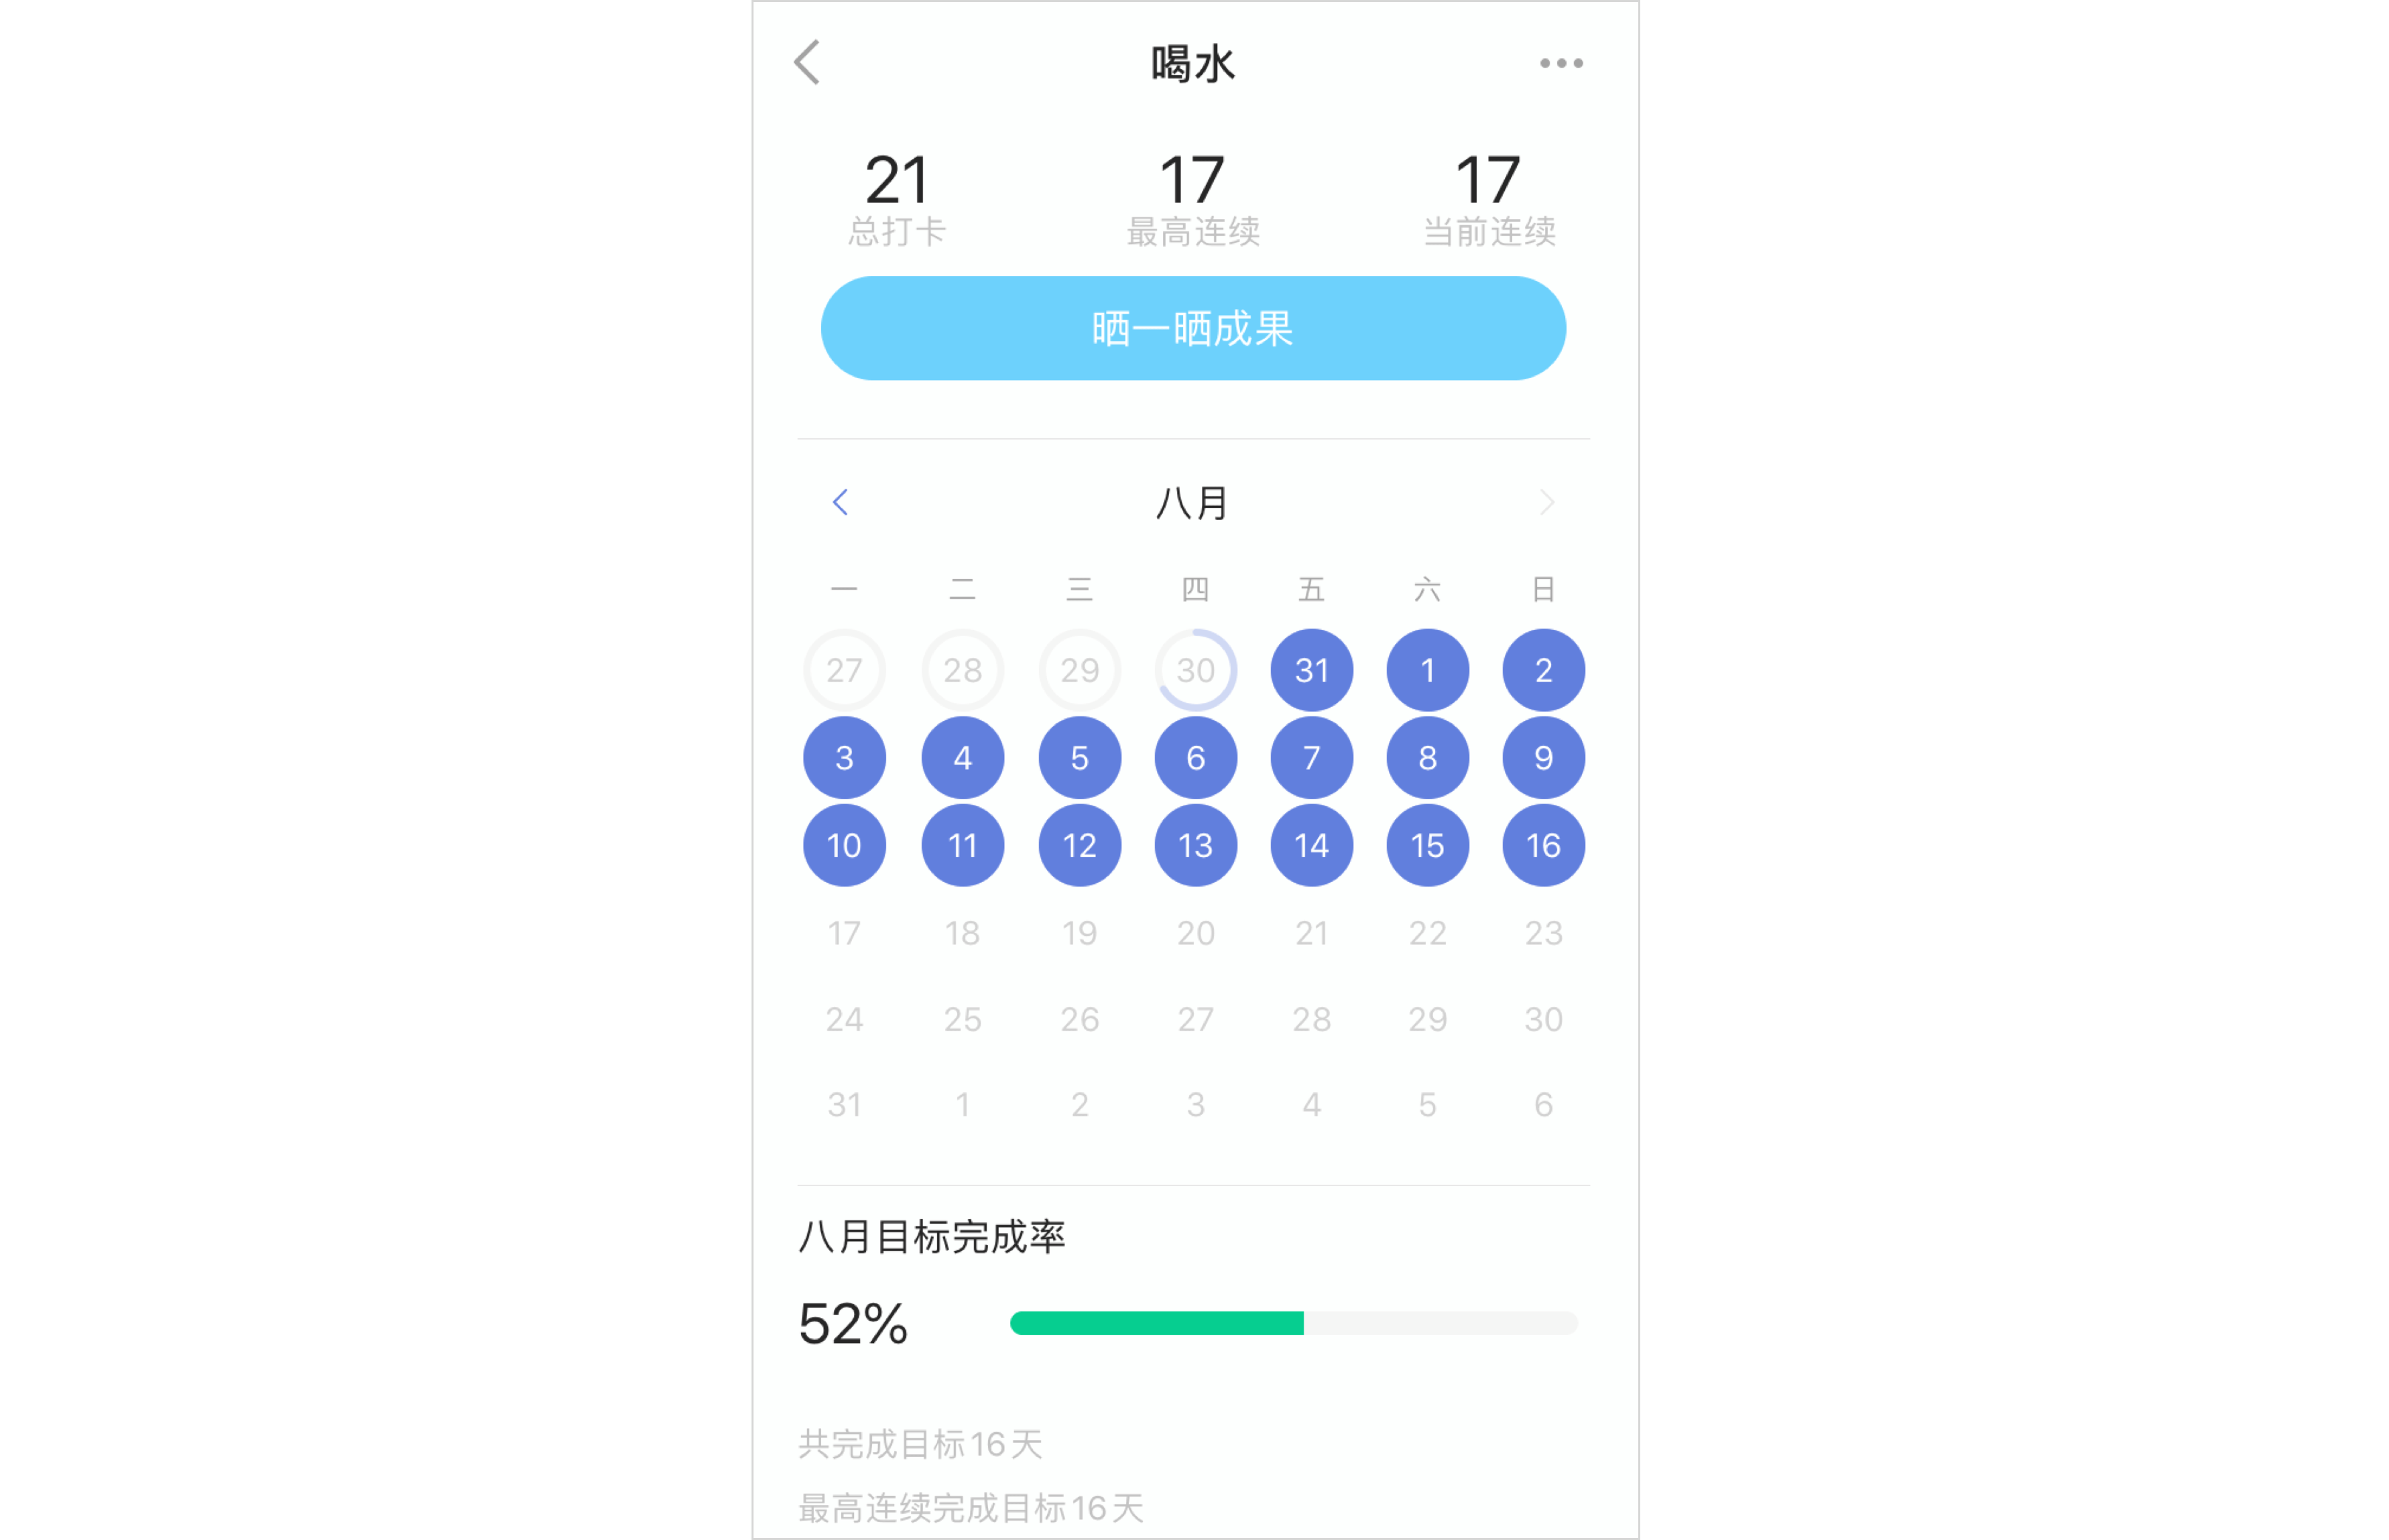 喝水
21 17 17
总打卡 最高连续 当前连续
晒一晒成果
八月
一 二 三 四 五 六 日
27 28 29 30 31 1 2
3 4 5 6 7 8 9
10 11 12 13 14 15 16
17 18 19 20 21 22 23
24 25 26 27 28 29 30
31 1 2 3 4 5 6
八月目标完成率
52%
共完成目标16天
最高连续完成目标16天